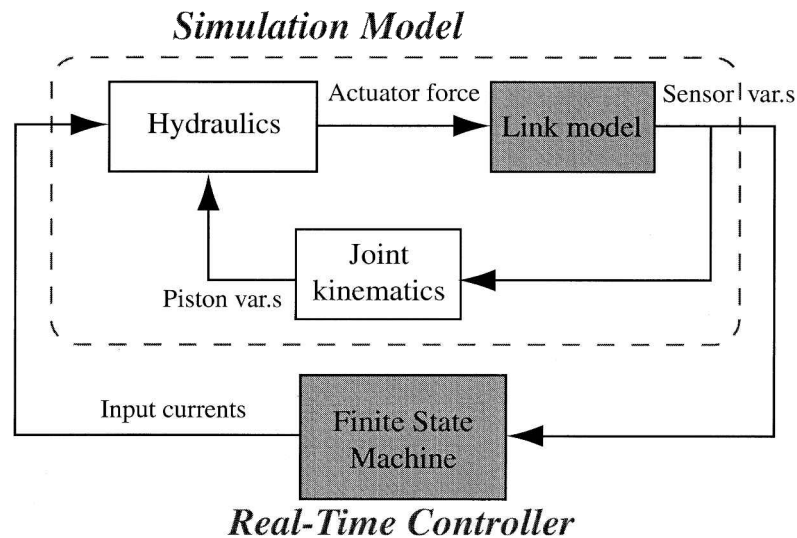 Simulation Model
Actuator force
Sensor var.s
Hydraulics
Link model
Joint
kinematics
Piston var.s
Input currents
Finite State
Machine
Real-Time Controller